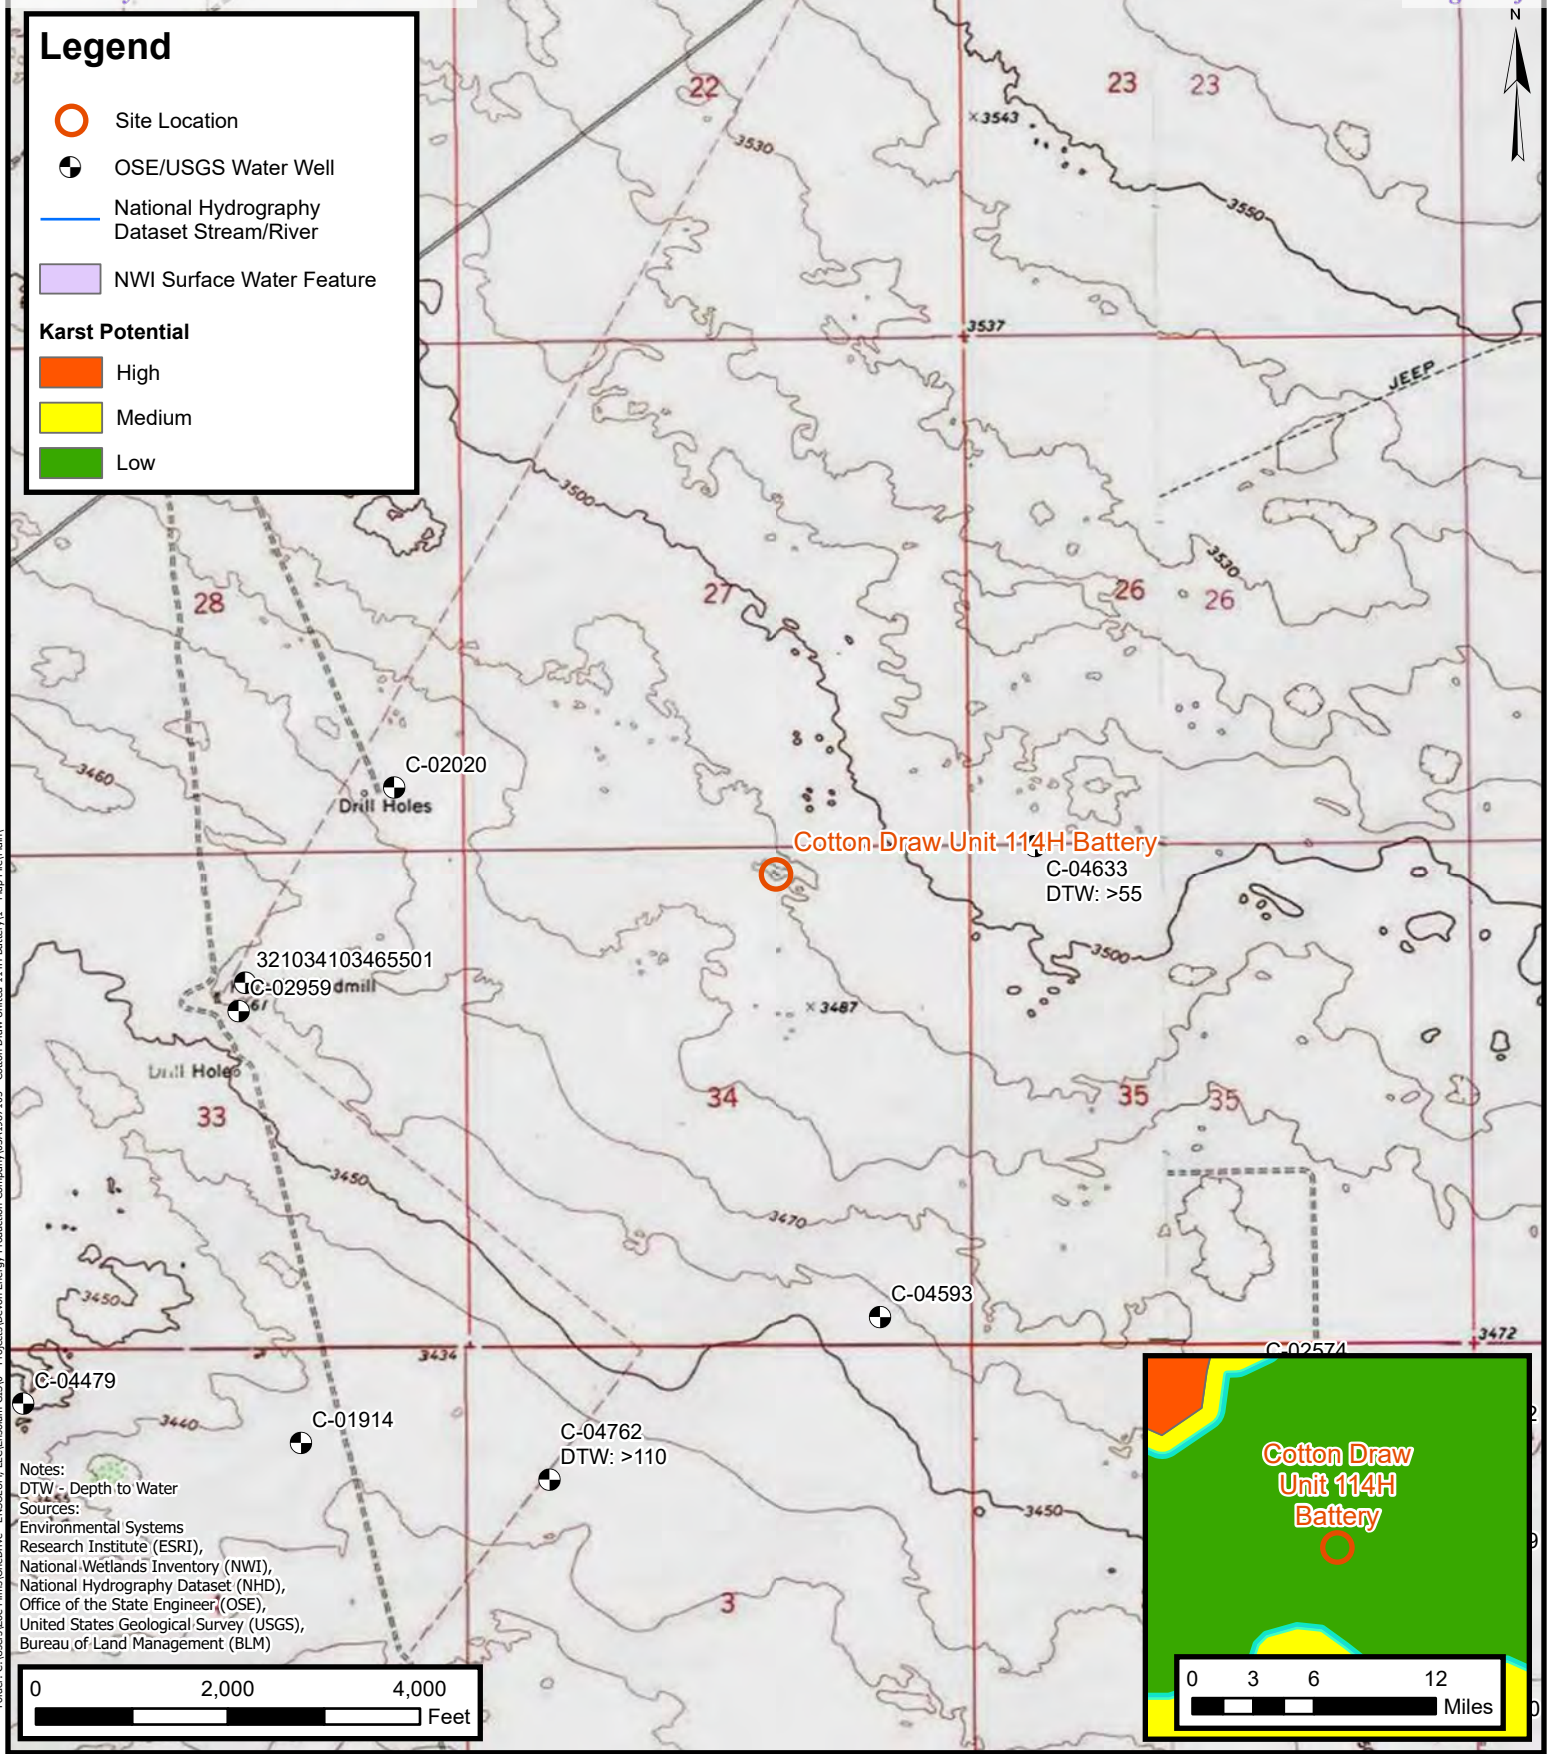 Legend
Site Location
OSE/USGS Water Well
National Hydrography
Dataset Stream/River
NWI Surface Water Feature
Karst Potential
High
Medium
Low
N
22
23
23
3543
3530
3550
3537
JEEP
3500
3530
28
27
26
26
3460
C-02020
Drill Holes
Cotton Draw Unit 114H Battery
C-04633
DTW: >55
3500
321034103465501
C-02959
dmill
3487
Drill Holes
33
34
35
35
3450
3470
3450
C-04593
3434
3472
C-02574
C-04479
3440
C-01914
C-04762
DTW: >110
3450
3
Notes:
DTW - Depth to Water
Sources:
Environmental Systems
Research Institute (ESRI),
National Wetlands Inventory (NWI),
National Hydrography Dataset (NHD),
Office of the State Engineer (OSE),
United States Geological Survey (USGS),
Bureau of Land Management (BLM)
0 2,000 4,000
Feet
Cotton Draw
Unit 114H
Battery
0 3 6 12
Miles